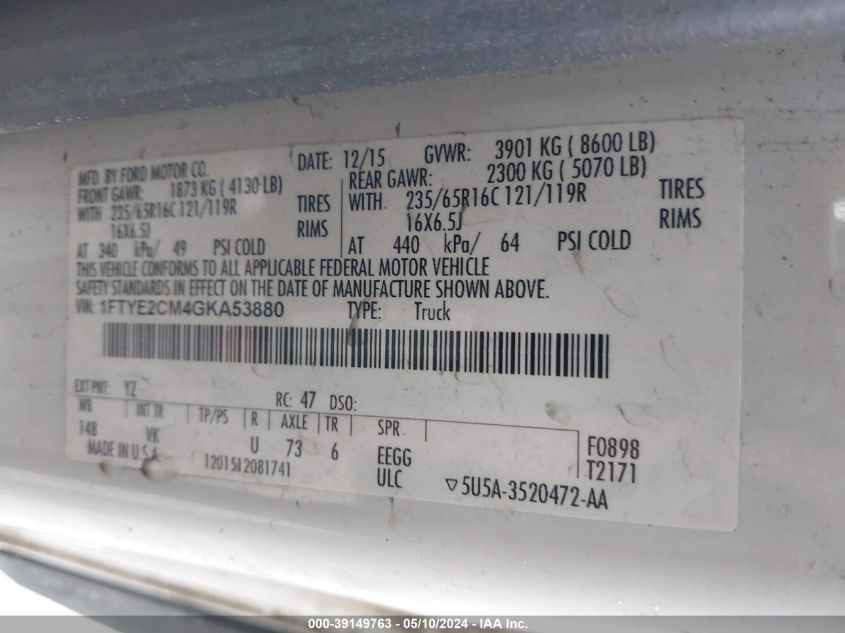 MFD. BY FORD MOTOR CO.
DATE: 12/15 GVWR: 3901 KG ( 8600 LB)
FRONT GAWR: 1873 KG ( 4130-LB)
REAR GAWR: 2300 KG ( 5070 LB)
WITH 235/65R16C 121/119R TIRES
WITH. 235/65R16C 121/119R TIRES
16X6.5J RIMS
16X6.5J RIMS
AT 340 kPa/ 49 PSI COLD
AT 440 kPa/ 64 PSI COLD
THIS VEHICLE CONFORMS TO ALL APPLICABLE FEDERAL MOTOR VEHICLE
SAFETY STANDARDS IN EFFECT ON THE DATE OF MANUFACTURE SHOWN ABOVE.
VIN: 1FTYE2CM4GKA53880 TYPE: Truck
EXT PNT: YZ RC: 47 DSO:
WB INT TR TP/PS R AXLE TR SPR
148 VK U 73 6 EEGG F0898
MADE IN U.S.A. 1201512081741 ULC T2171
▽ 5U5A-3520472-AA
000-39149763 - 05/10/2024 - IAA Inc.